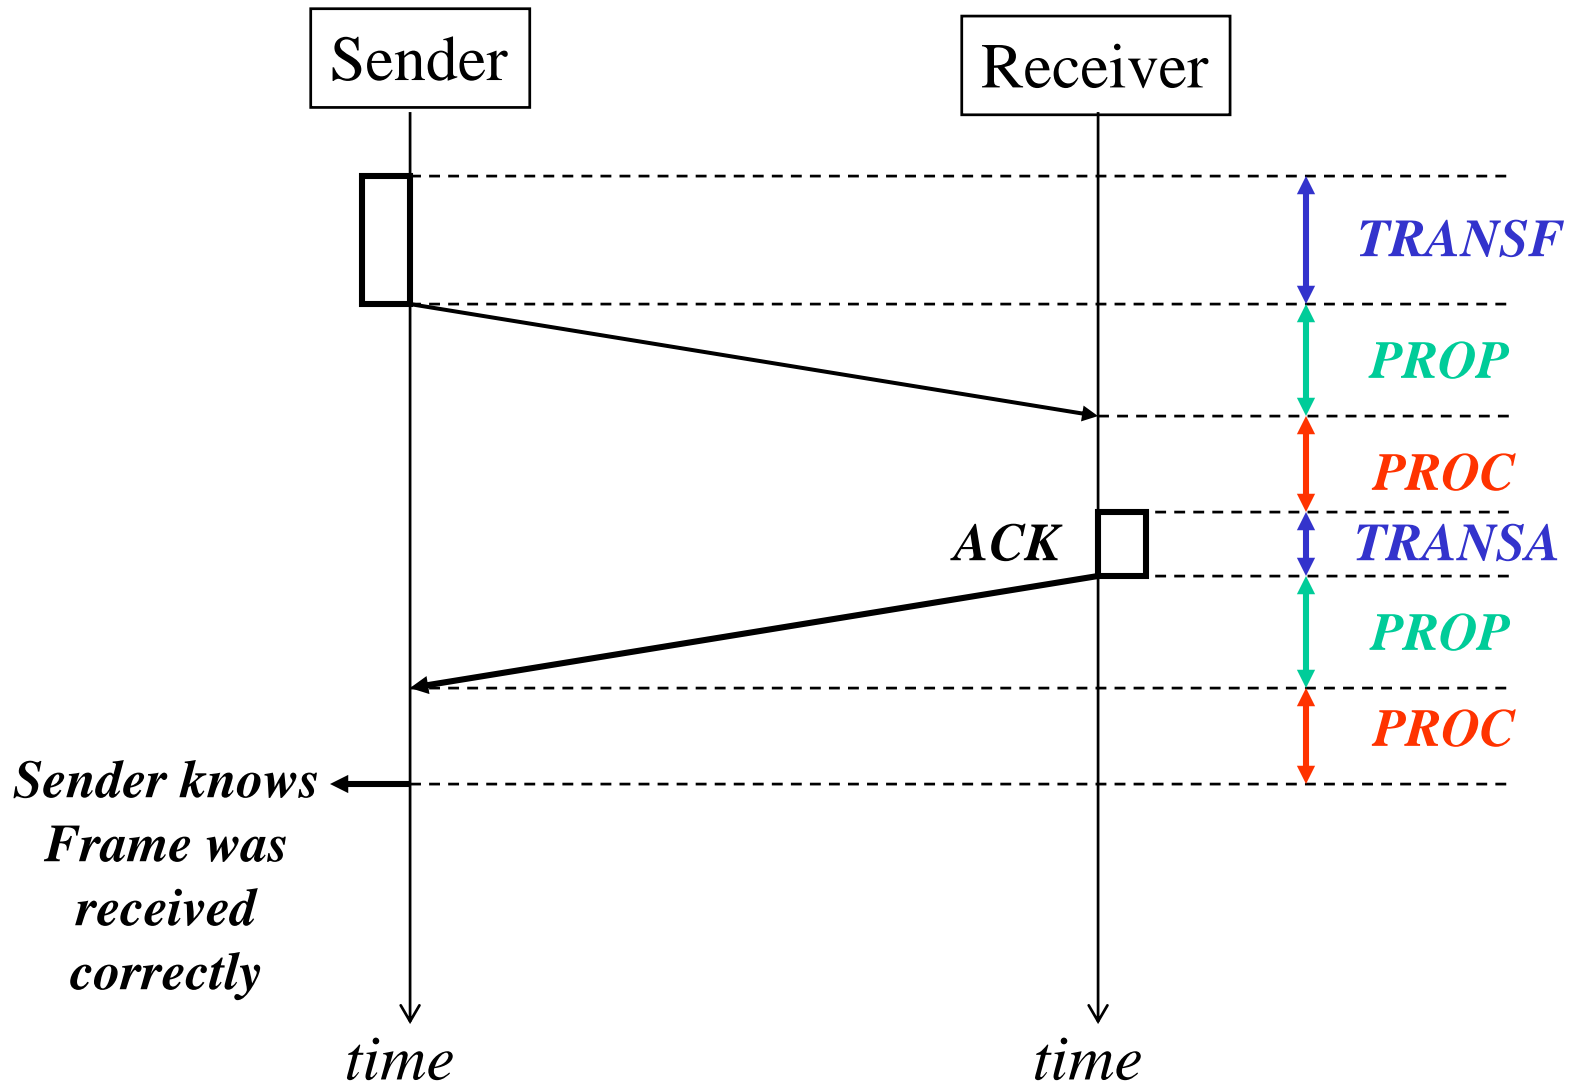 Sender
Receiver
TRANSF
PROP
PROC
ACK
TRANSA
PROP
PROC
Sender knows
Frame was
received
correctly
time
time